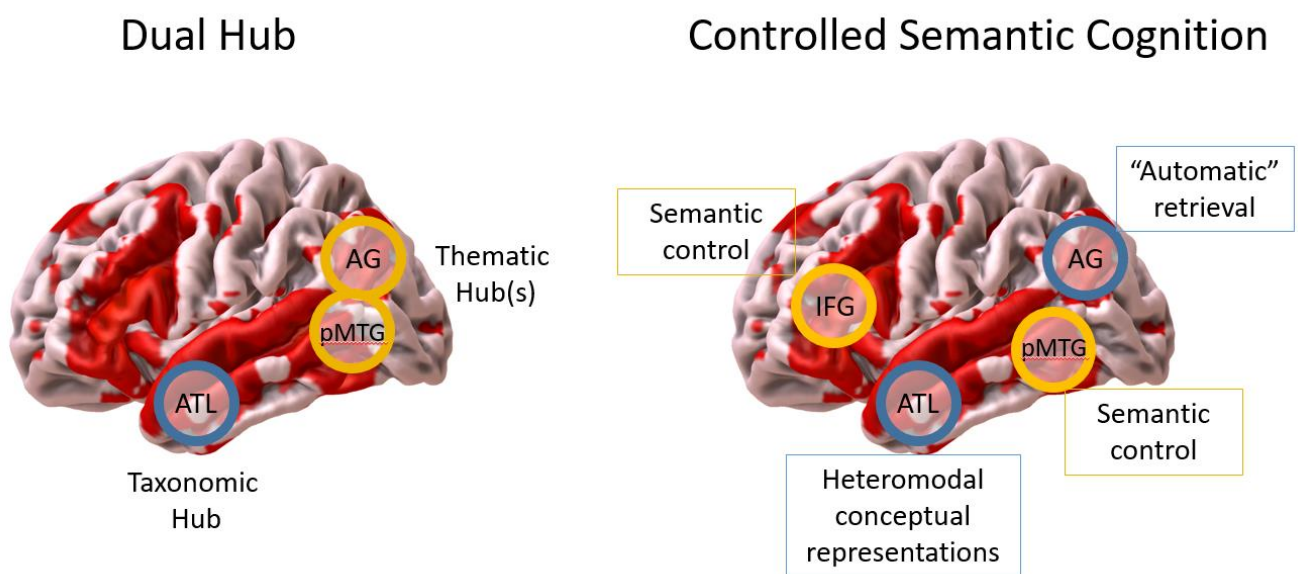 Dual Hub
AG
Thematic
Hub(s)
pMTG
ATL
Taxonomic
Hub
Controlled Semantic Cognition
“Automatic”
retrieval
Semantic
control
AG
IFG
pMTG
ATL
Semantic
control
Heteromodal
conceptual
representations